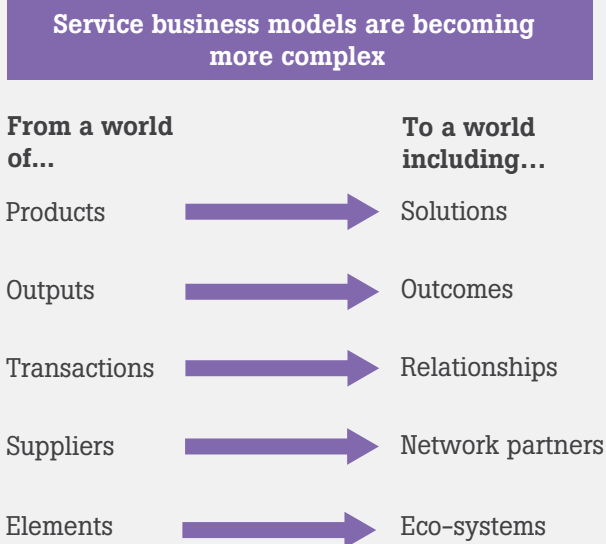 Service business models are becoming
more complex
From a world
of...
To a world
including...
Products
Solutions
Outputs
Outcomes
Transactions
Relationships
Suppliers
Network partners
Elements
Eco-systems